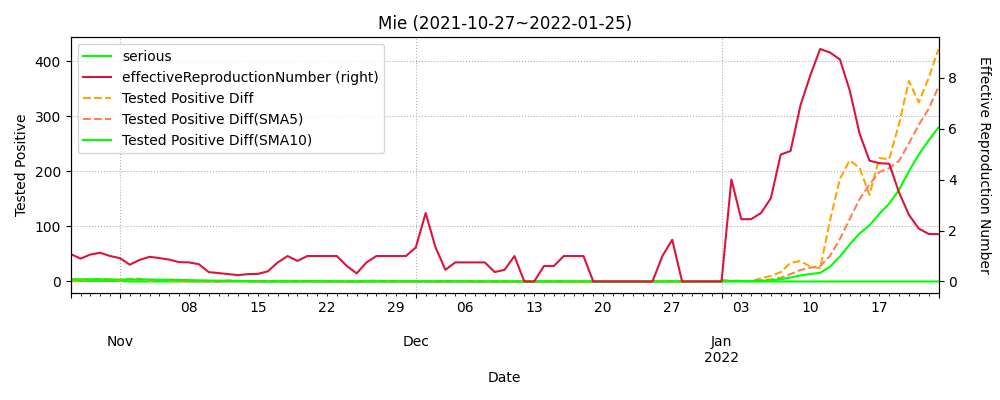 Mie (2021-10-27~2022-01-25)
serious
effectiveReproductionNumber (right)
Tested Positive Diff
Tested Positive Diff(SMA5)
Tested Positive Diff(SMA10)
Tested Positive
400
300
200
100
0
Effective Reproduction Number
8
6
4
2
0
08 15 22 29 06 13 20 27 03 10 17
Nov Dec Jan
2022
Date